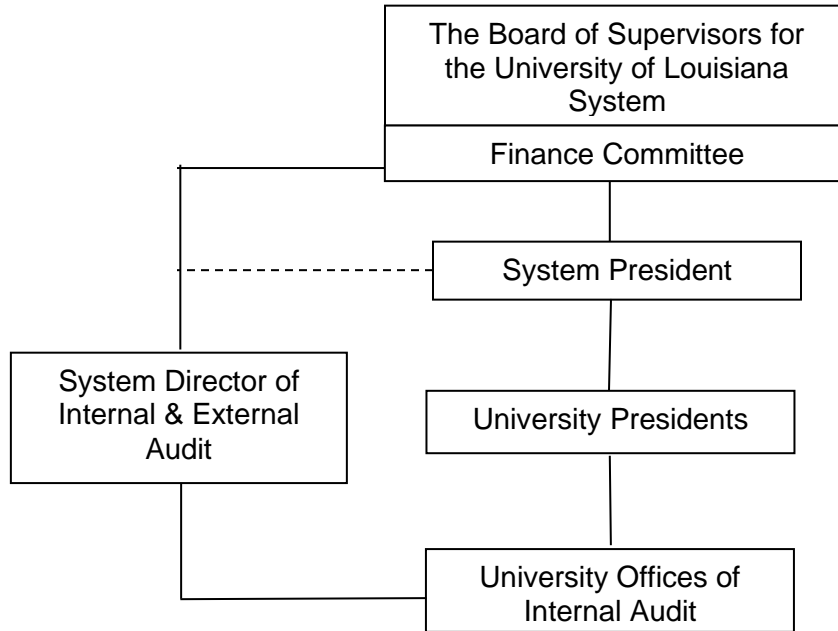 The Board of Supervisors for
the University of Louisiana
System
Finance Committee
System President
System Director of
Internal & External
Audit
University Presidents
University Offices of
Internal Audit